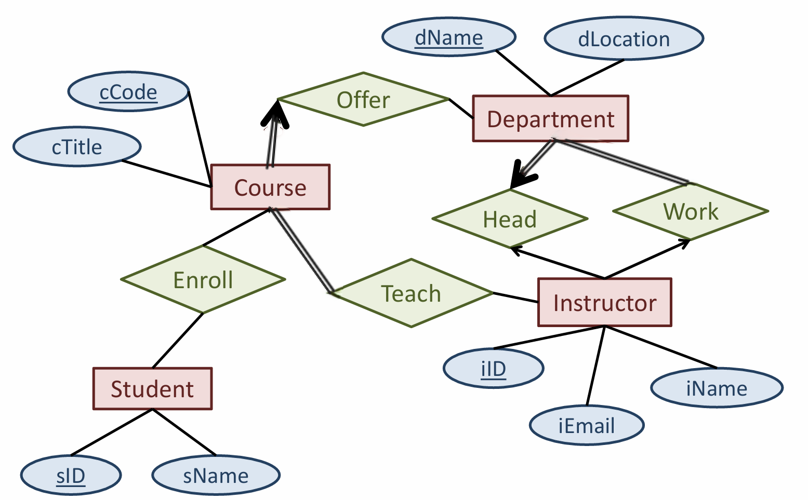 dName
dLocation
cCode
Offer
Department
cTitle
Course
Head
Work
Enroll
Teach
Instructor
Student
iID
iName
iEmail
sID
sName